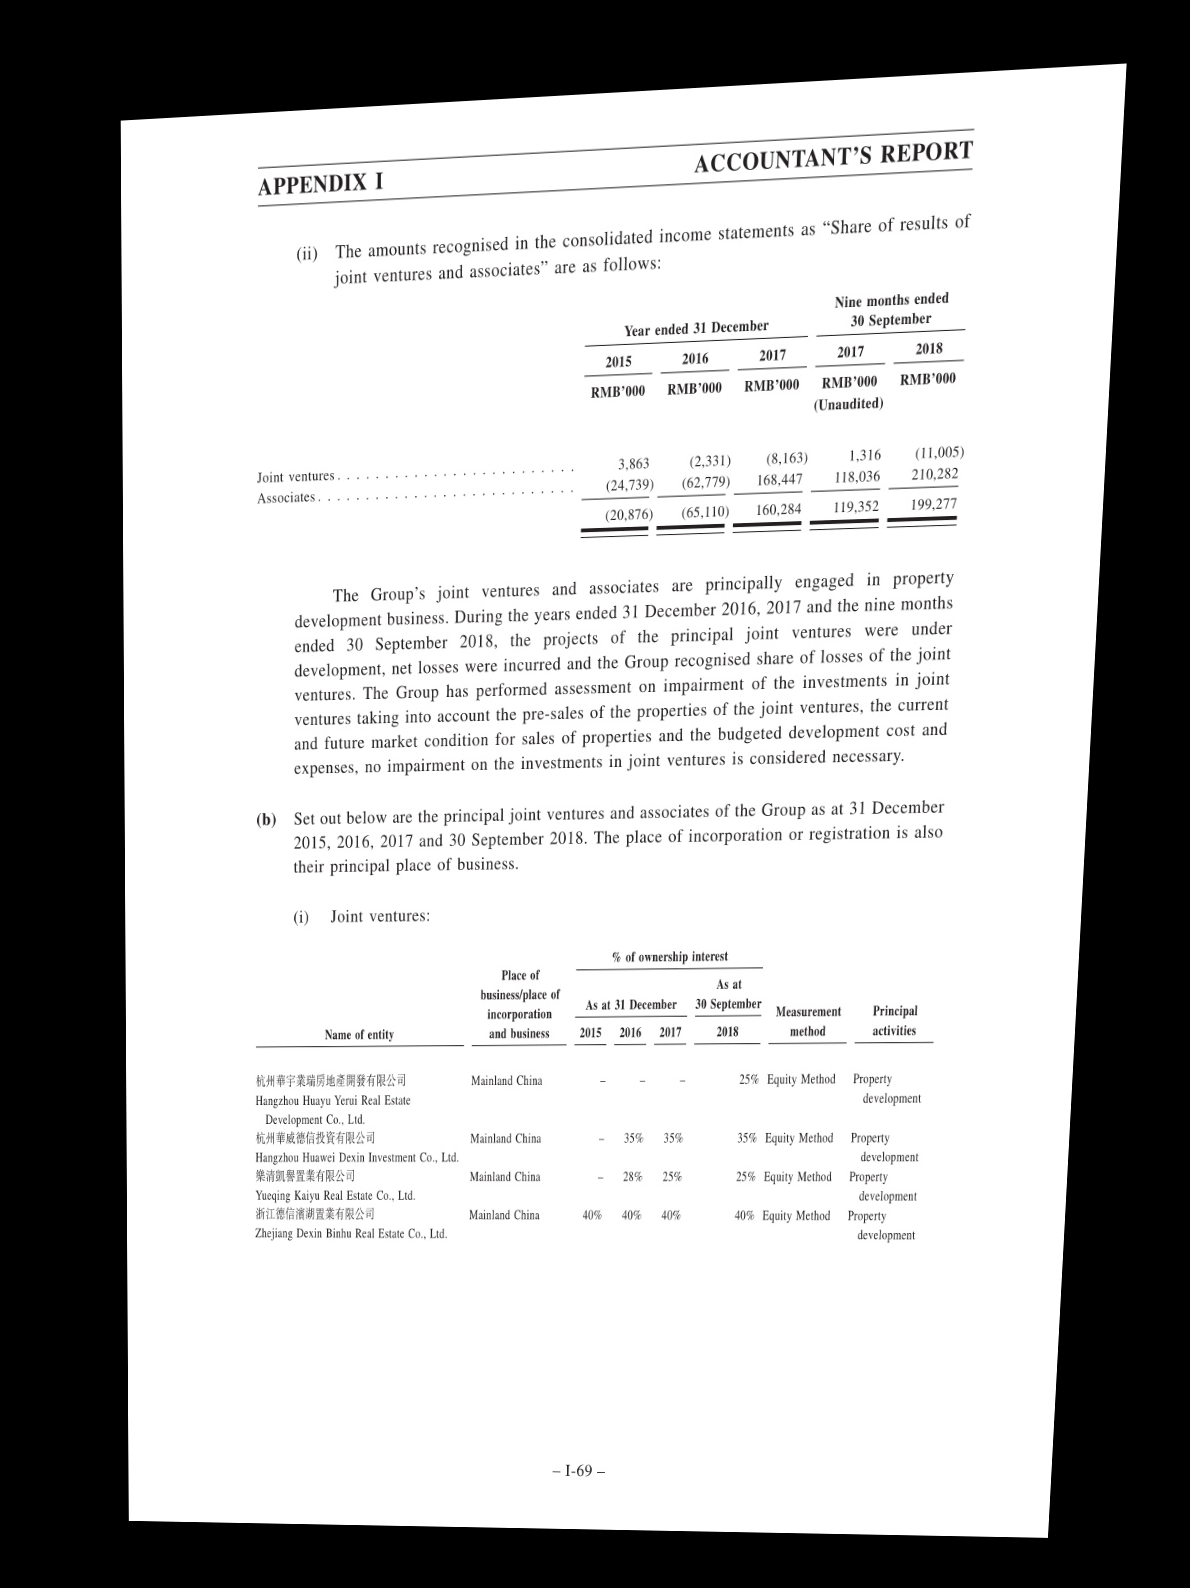 APPENDIX I
ACCOUNTANT'S REPORT
(ii) The amounts recognised in the consolidated income statements as “Share of results of
joint ventures and associates” are as follows:
Nine months ended
Year ended 31 December 30 September
2015 2016 2017 2017 2018
RMB’000 RMB’000 RMB’000 RMB’000 RMB’000
(Unaudited)
Joint ventures . . . . . . . . . . . . . . . . . . . . . . . . . 3,863 (2,331) (8,163) 1,316 (11,005)
Associates . . . . . . . . . . . . . . . . . . . . . . . . . . . (24,739) (62,779) 168,447 118,036 210,282
(20,876) (65,110) 160,284 119,352 199,277
The Group’s joint ventures and associates are principally engaged in property
development business. During the years ended 31 December 2016, 2017 and the nine months
ended 30 September 2018, the projects of the principal joint ventures were under
development, net losses were incurred and the Group recognised share of losses of the joint
ventures. The Group has performed assessment on impairment of the investments in joint
ventures taking into account the pre-sales of the properties of the joint ventures, the current
and future market condition for sales of properties and the budgeted development cost and
expenses, no impairment on the investments in joint ventures is considered necessary.
(b) Set out below are the principal joint ventures and associates of the Group as at 31 December
2015, 2016, 2017 and 30 September 2018. The place of incorporation or registration is also
their principal place of business.
(i) Joint ventures:
% of ownership interest
Place of
business/place of
incorporation
and business
As at
As at 31 December 30 September
Name of entity 2015 2016 2017 2018
Measurement
method
Principal
activities
杭州華宇業瑞房地產開發有限公司 Mainland China – – – 25% Equity Method Property
Hangzhou Huayu Yerui Real Estate development
Development Co., Ltd.
杭州華威德信投資有限公司 Mainland China – 35% 35% 35% Equity Method Property
Hangzhou Huawei Dexin Investment Co., Ltd. development
樂清凱譽置業有限公司 Mainland China – 28% 25% 25% Equity Method Property
Yueqing Kaiyu Real Estate Co., Ltd. development
浙江德信濱湖置業有限公司 Mainland China 40% 40% 40% 40% Equity Method Property
Zhejiang Dexin Binhu Real Estate Co., Ltd. development
– I-69 –